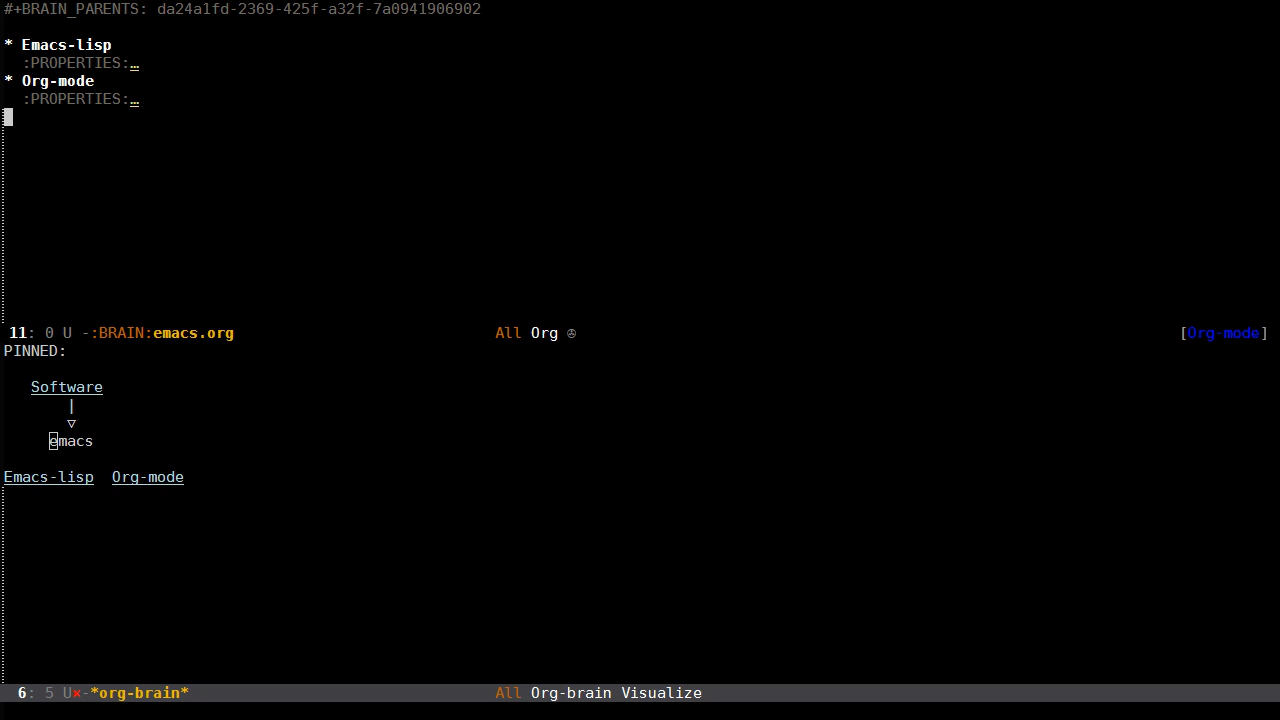 #+BRAIN_PARENTS: da24a1fd-2369-425f-a32f-7a0941906902
* Emacs-lisp
:PROPERTIES:…
* Org-mode
:PROPERTIES:…
11: 0 U -:BRAIN:emacs.org All Org ✇ [Org-mode]
PINNED:
Software
|
▽
emacs
Emacs-lisp Org-mode
6: 5 U×-*org-brain* All Org-brain Visualize